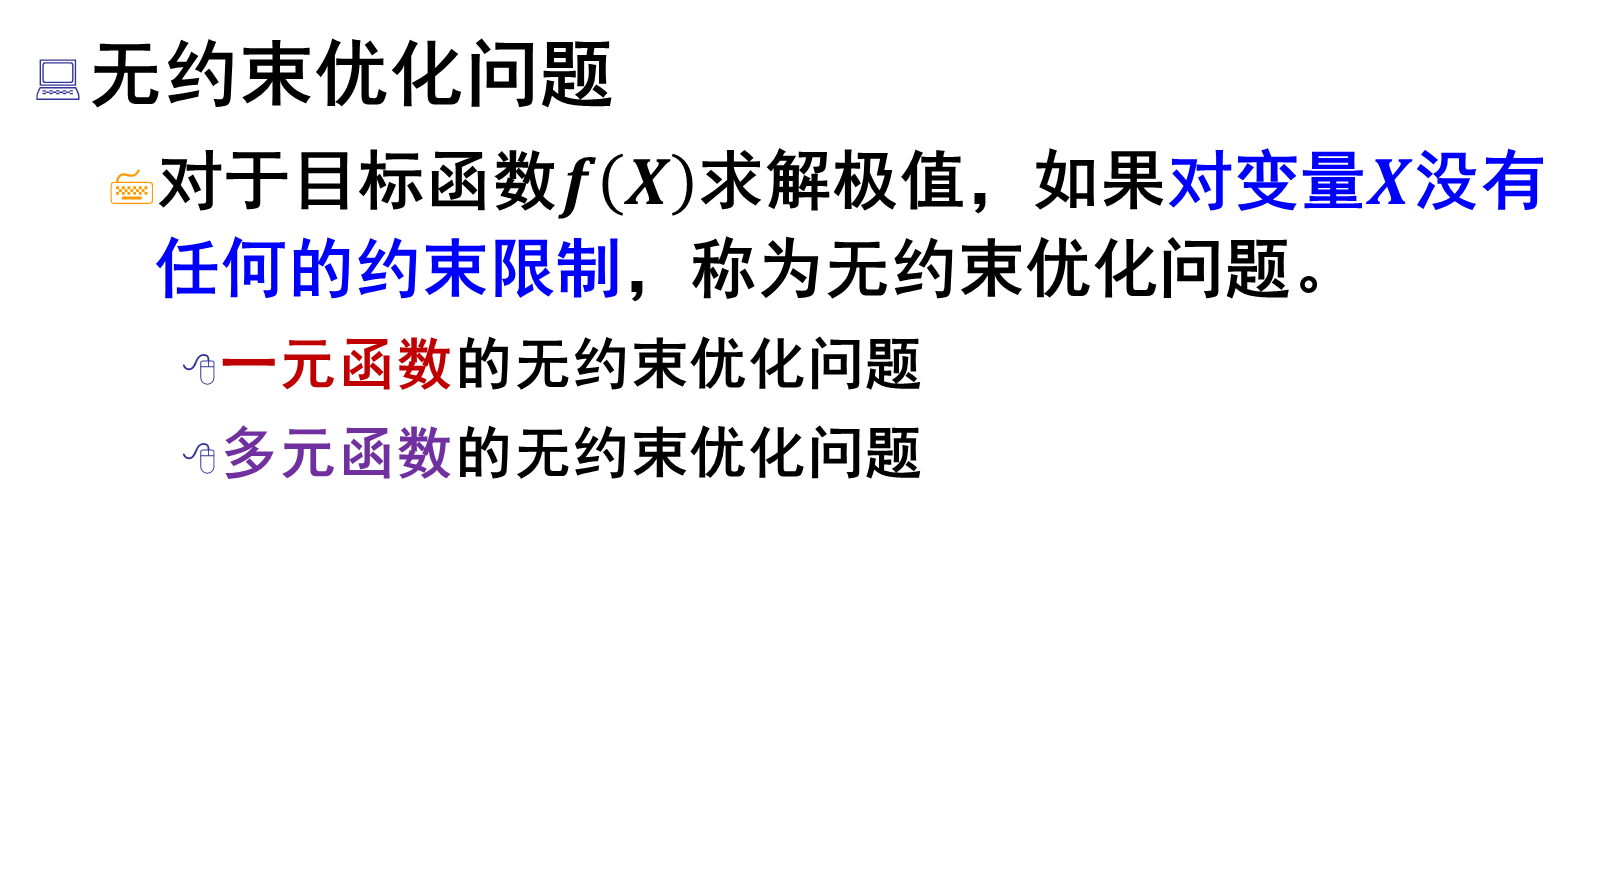 无约束优化问题
对于目标函数f(X)求解极值，如果对变量X没有
任何的约束限制，称为无约束优化问题。
一元函数的无约束优化问题
多元函数的无约束优化问题